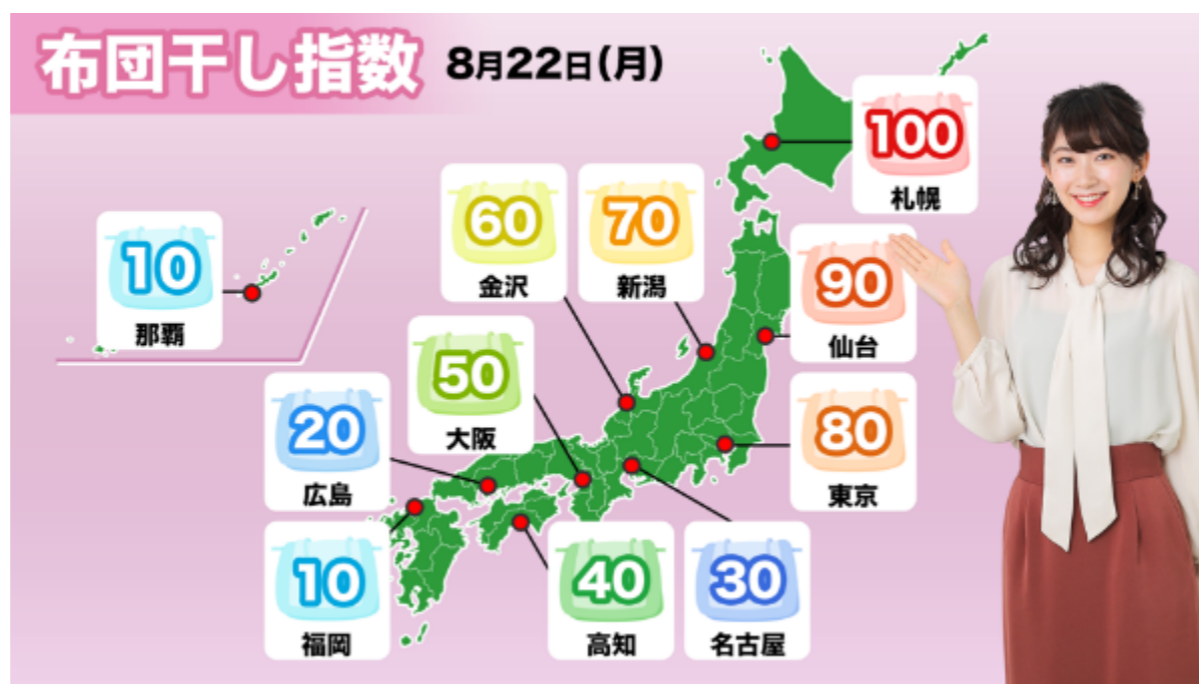 布団干し指数 8月22日(月)
100
札幌
60
金沢
70
新潟
10
那覇
90
仙台
50
大阪
20
広島
80
東京
10
福岡
40
高知
30
名古屋